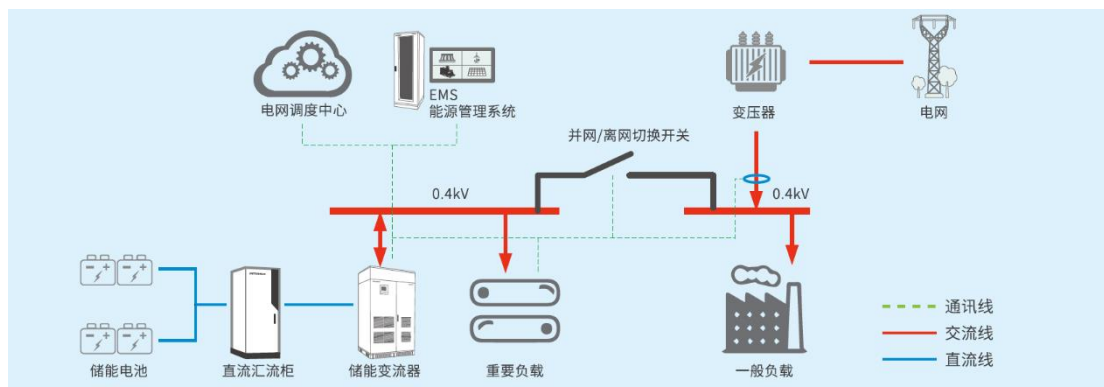 电网调度中心
EMS
能源管理系统
变压器
电网
并网/离网切换开关
0.4kV
0.4kV
储能电池
直流汇流柜
储能变流器
重要负载
一般负载
通讯线
交流线
直流线